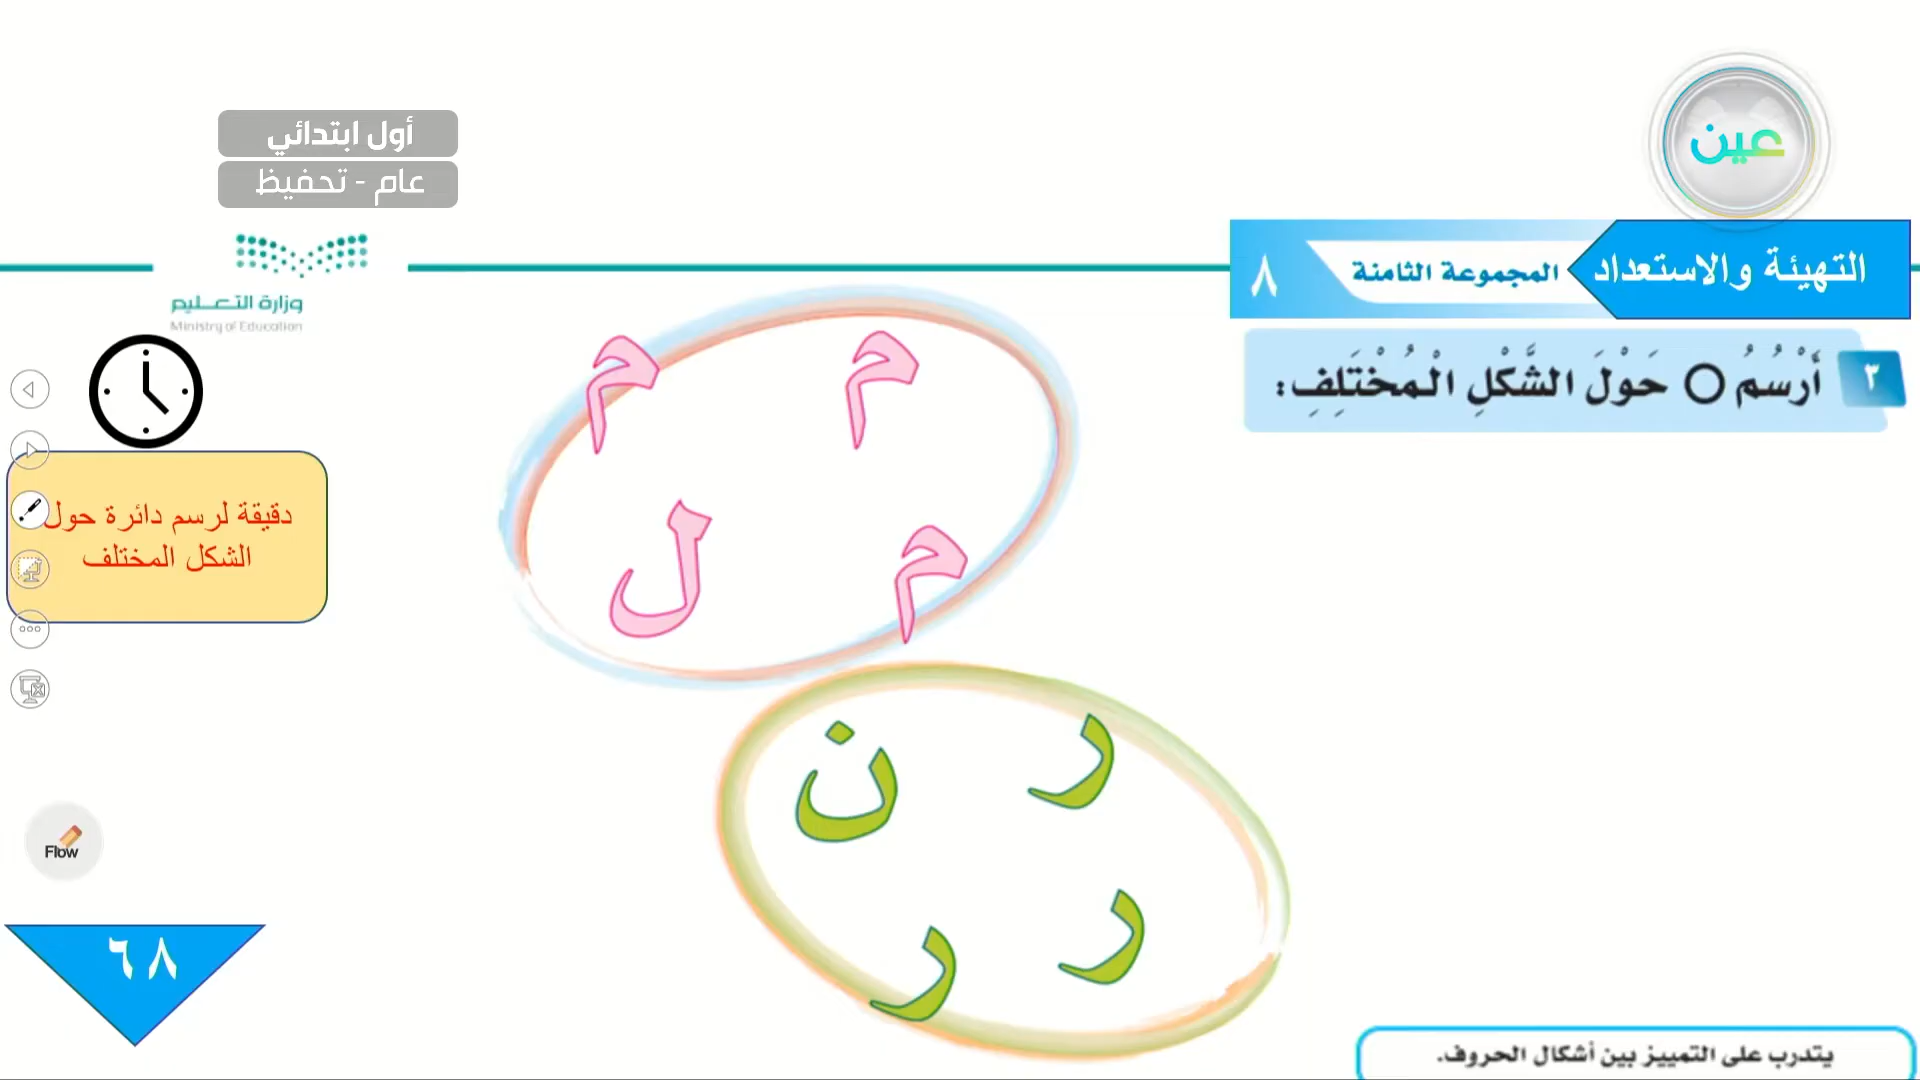 عين
أول ابتدائي
عام - تحفيظ
التهيئة والاستعداد
المجموعة الثامنة
٨
وزارة التعليم
Ministry of Education
٣
أَرْسُمُ ○ حَوْلَ الشَّكْلِ الْمُخْتَلِفِ:
دقيقة لرسم دائرة حول
الشكل المختلف
م م
م ل
ر ن
ر ر
Flow
٦٨
يتدرب على التمييز بين أشكال الحروف.